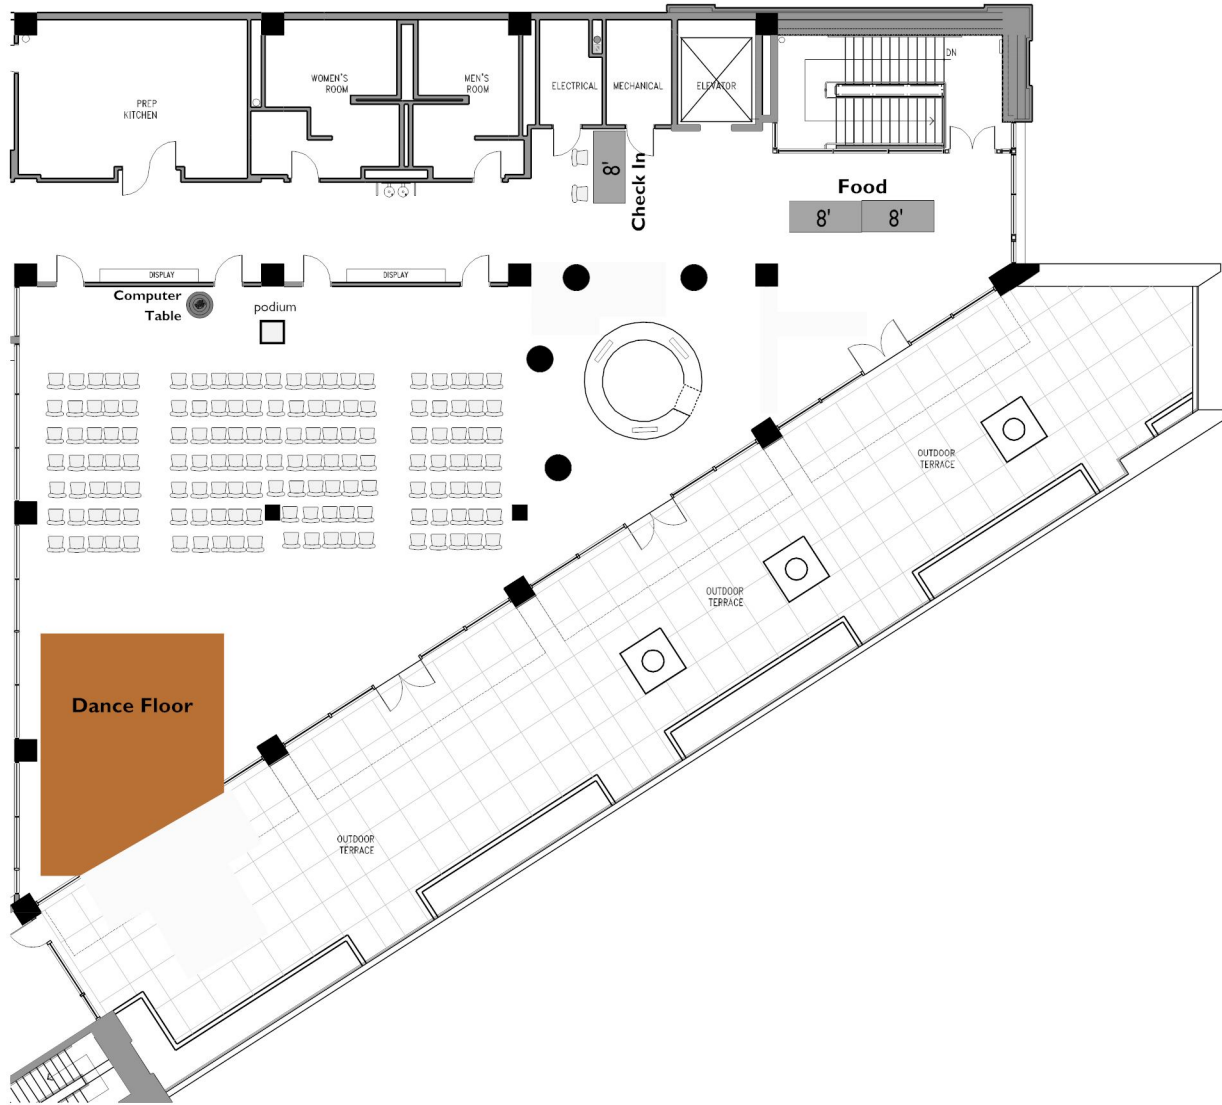 DN
WOMEN'S
ROOM
MEN'S
ROOM
ELECTRICAL
MECHANICAL
ELEVATOR
PREP
KITCHEN
8'
Check In
Food
8'
8'
DISPLAY
DISPLAY
Computer
Table
podium
OUTDOOR
TERRACE
OUTDOOR
TERRACE
Dance Floor
OUTDOOR
TERRACE